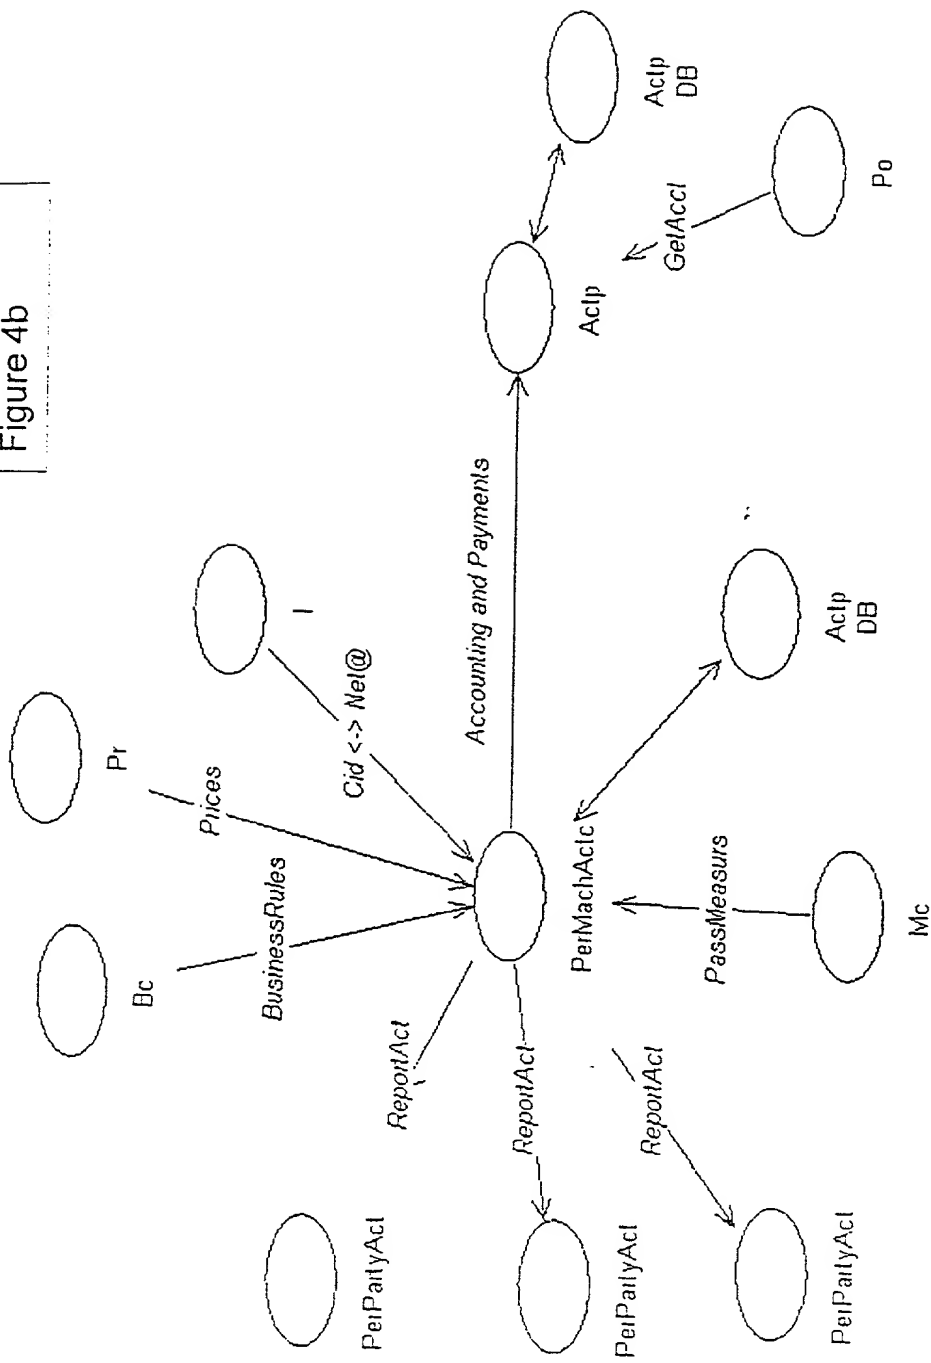 Figure 4b
Pr
Bc
Prices
BusinessRules
I
Cid <-> Net@
PerPartyAct
ReportAct
Accounting and Payments
ReportAct
PerMachActc
Actp
PerPartyAct
ReportAct
Actp
DB
GetAcct
PassMeasurs
PerPartyAct
Actp
DB
Po
Mc